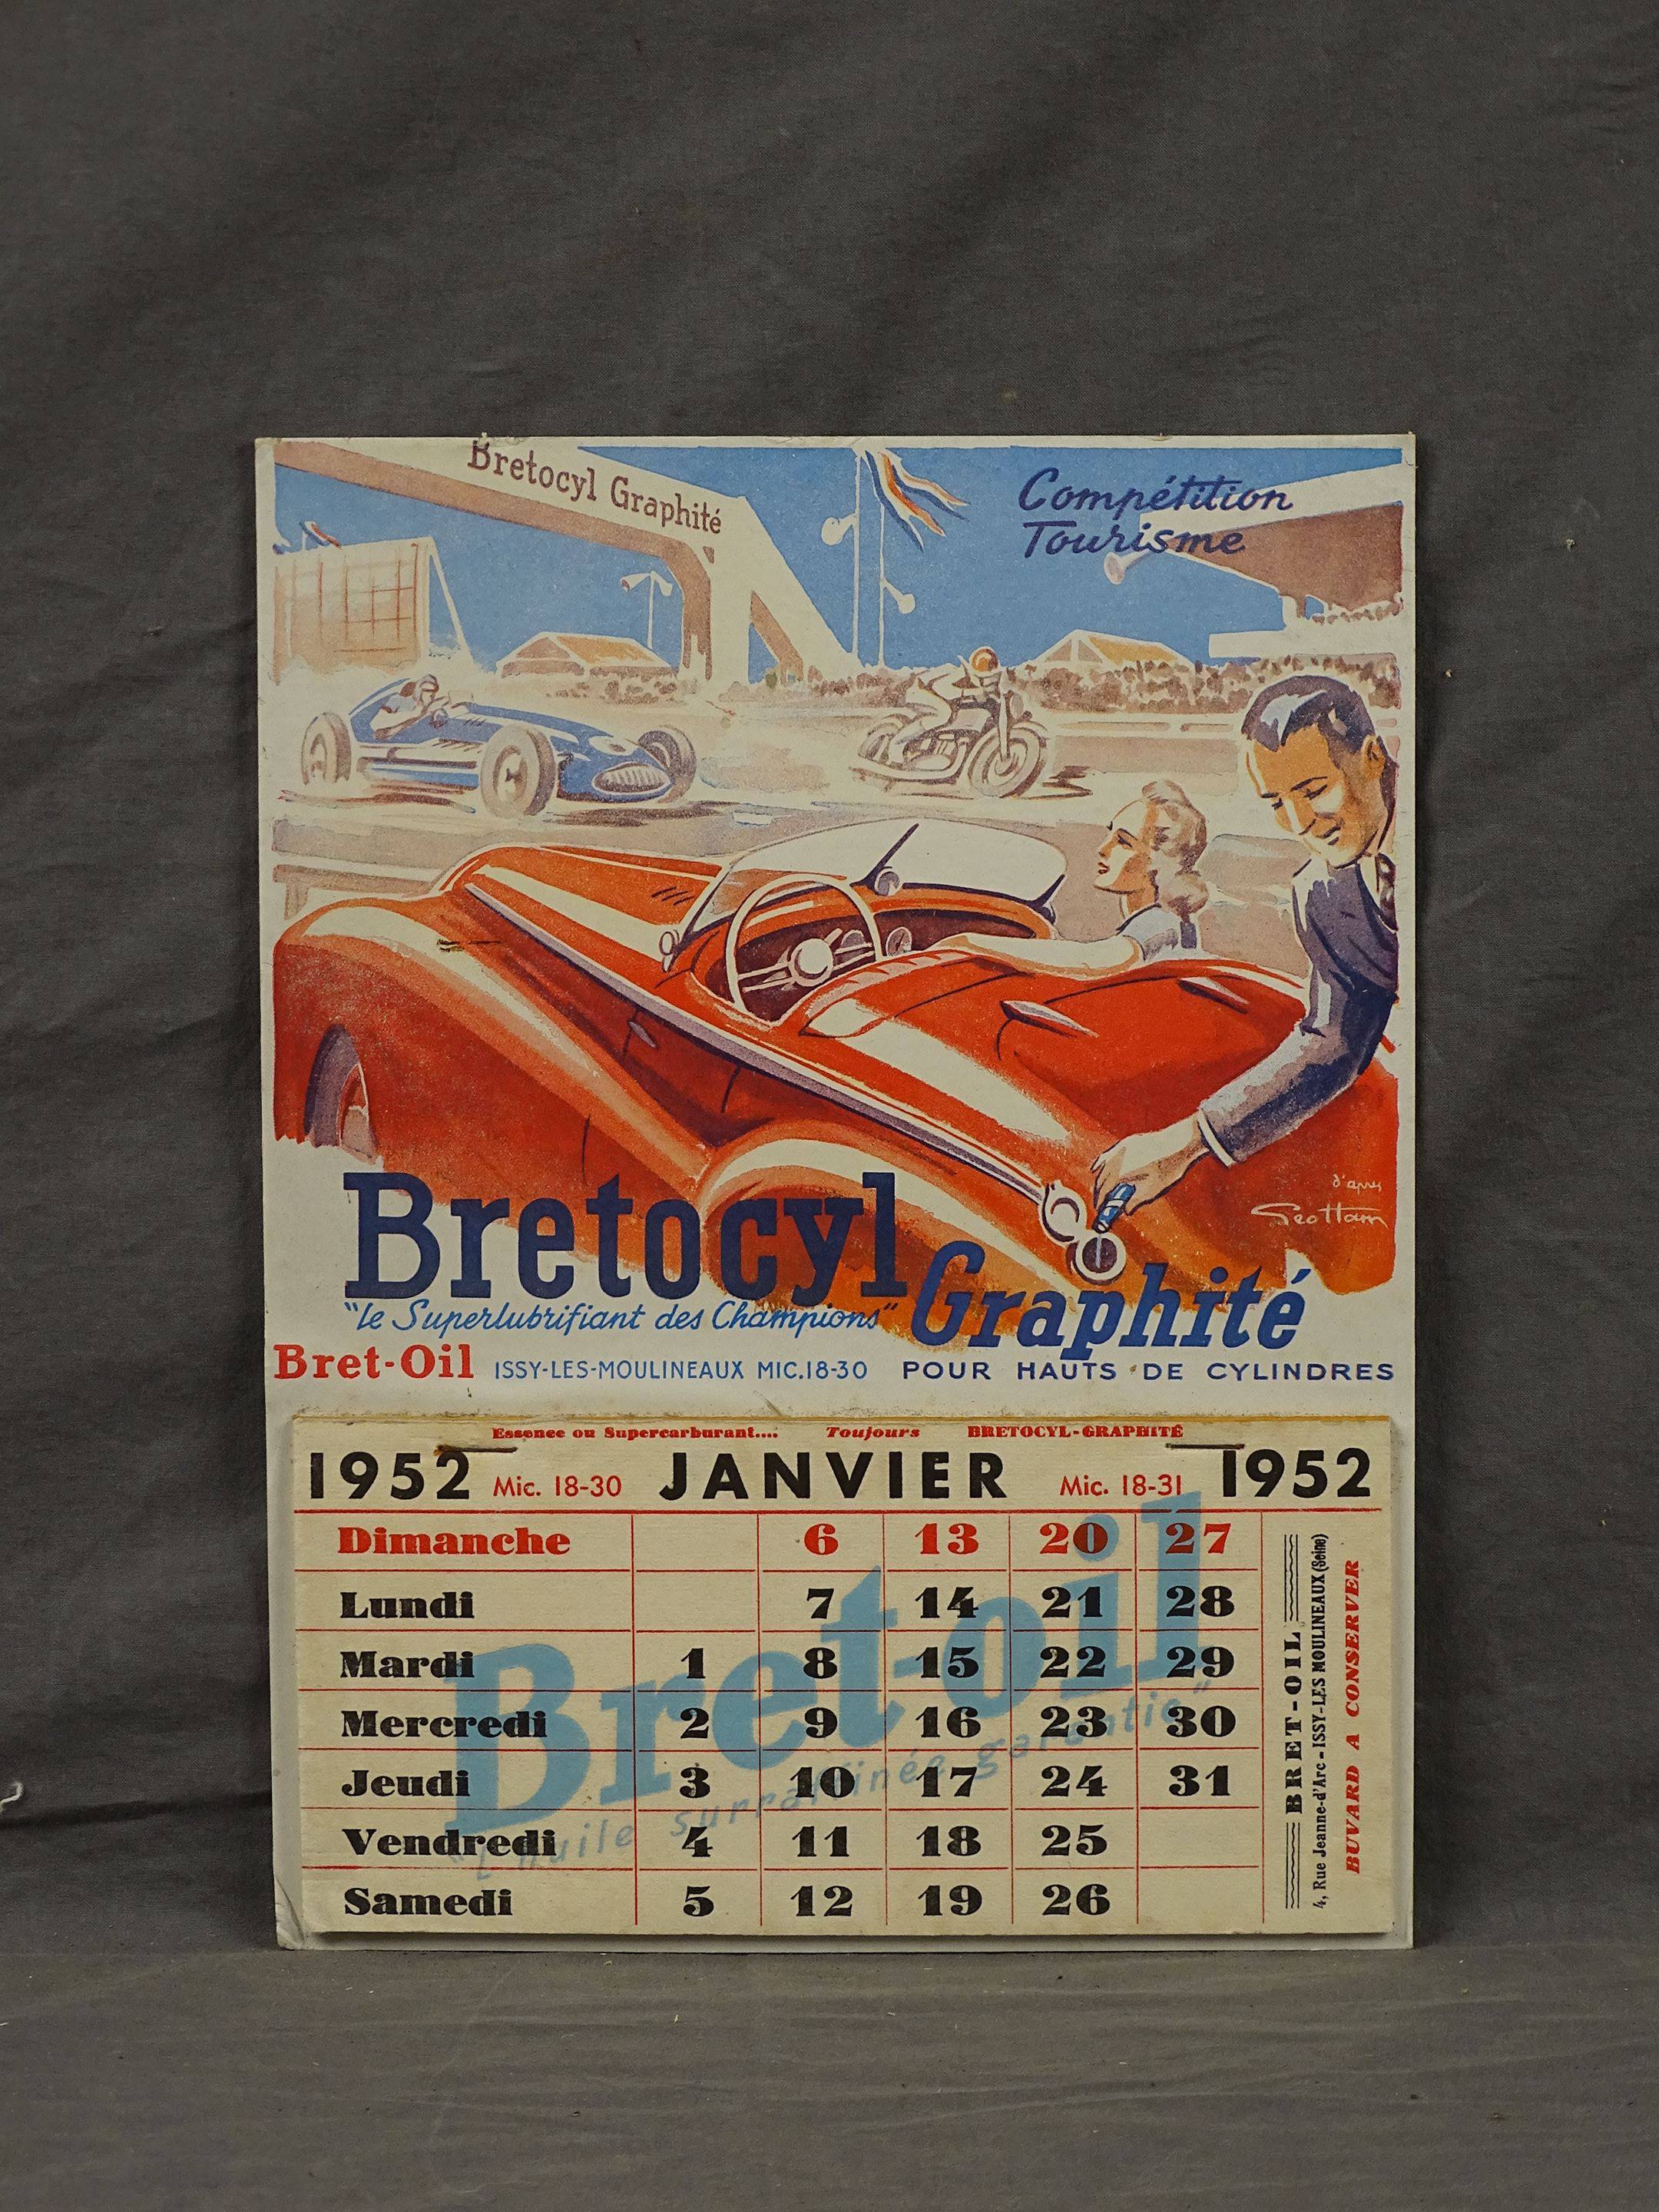 Bretocyl Graphité
Compétition
Tourisme
d'après
Geo Ham
Bretocyl
Graphité
"le Superlubrifiant des Champions"
Bret-Oil ISSY-LES-MOULINEAUX MIC.18-30 POUR HAUTS DE CYLINDRES
Essence ou Supercarburant.... Toujours BRETOCYL-GRAPHITÉ
1952 Mic. 18-30 JANVIER Mic. 18-31 1952
Dimanche 6 13 20 27
Lundi 7 14 21 28
Mardi 1 8 15 22 29
Mercredi 2 9 16 23 30
Jeudi 3 10 17 24 31
Vendredi 4 11 18 25
Samedi 5 12 19 26
Bret-oil
"L'huile surraffinée garantie"
BRET-OIL
4, Rue Jeanne-d'Arc - ISSY-LES MOULINEAUX (Seine)
BUVARD A CONSERVER